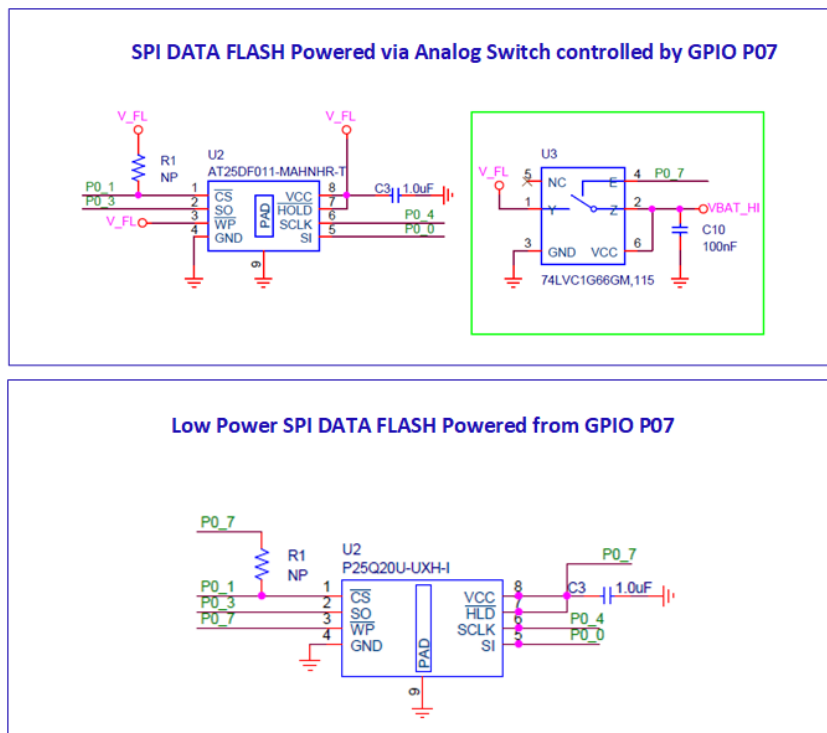 SPI DATA FLASH Powered via Analog Switch controlled by GPIO P07
V_FL
V_FL
R1
NP
U2
AT25DF011-MAHNHR-T
P0_1
P0_3
V_FL
1
2
3
4
CS
SO
WP
GND
PAD
VCC
HOLD
SCLK
SI
8
7
6
5
C3
1.0uF
P0_4
P0_0
9
U3
V_FL
5
NC
E
4
P0_7
1
Y
Z
2
VBAT_HI
3
GND
VCC
6
C10
100nF
74LVC1G66GM,115
Low Power SPI DATA FLASH Powered from GPIO P07
P0_7
R1
NP
U2
P25Q20U-UXH-I
P0_7
P0_1
P0_3
P0_7
1
2
3
4
CS
SO
WP
GND
PAD
VCC
HLD
SCLK
SI
8
6
5
C3
1.0uF
P0_4
P0_0
9